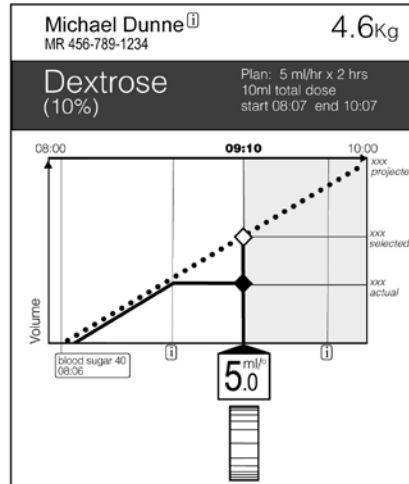 Michael Dunne i
4.6Kg
MR 456-789-1234
Dextrose
(10%)
Plan: 5 ml/hr x 2 hrs
10ml total dose
start 08:07 end 10:07
08:00 09:10 10:00
xxx
projecte
xxx
selected
xxx
actual
Volume
i i
blood sugar 40
08:06
5.0